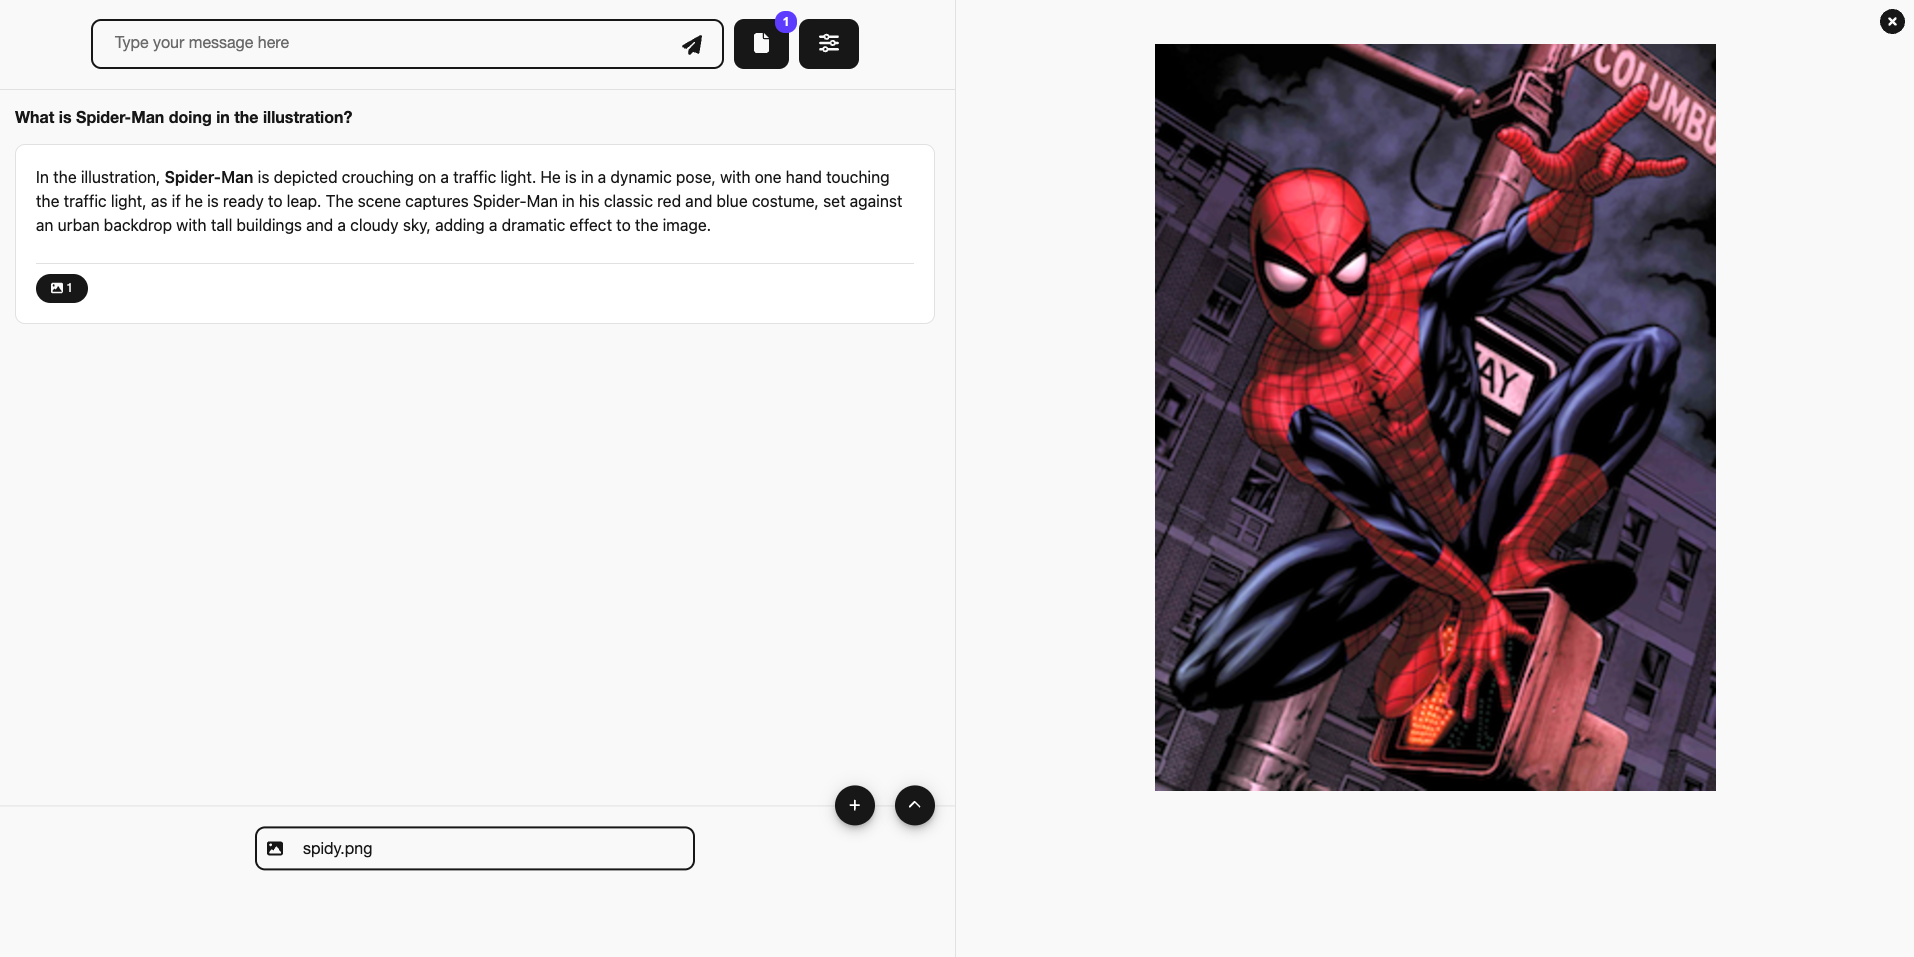 Type your message here
1
What is Spider-Man doing in the illustration?
In the illustration, Spider-Man is depicted crouching on a traffic light. He is in a dynamic pose, with one hand touching
the traffic light, as if he is ready to leap. The scene captures Spider-Man in his classic red and blue costume, set against
an urban backdrop with tall buildings and a cloudy sky, adding a dramatic effect to the image.
1
spidy.png
COLUMBU
AY